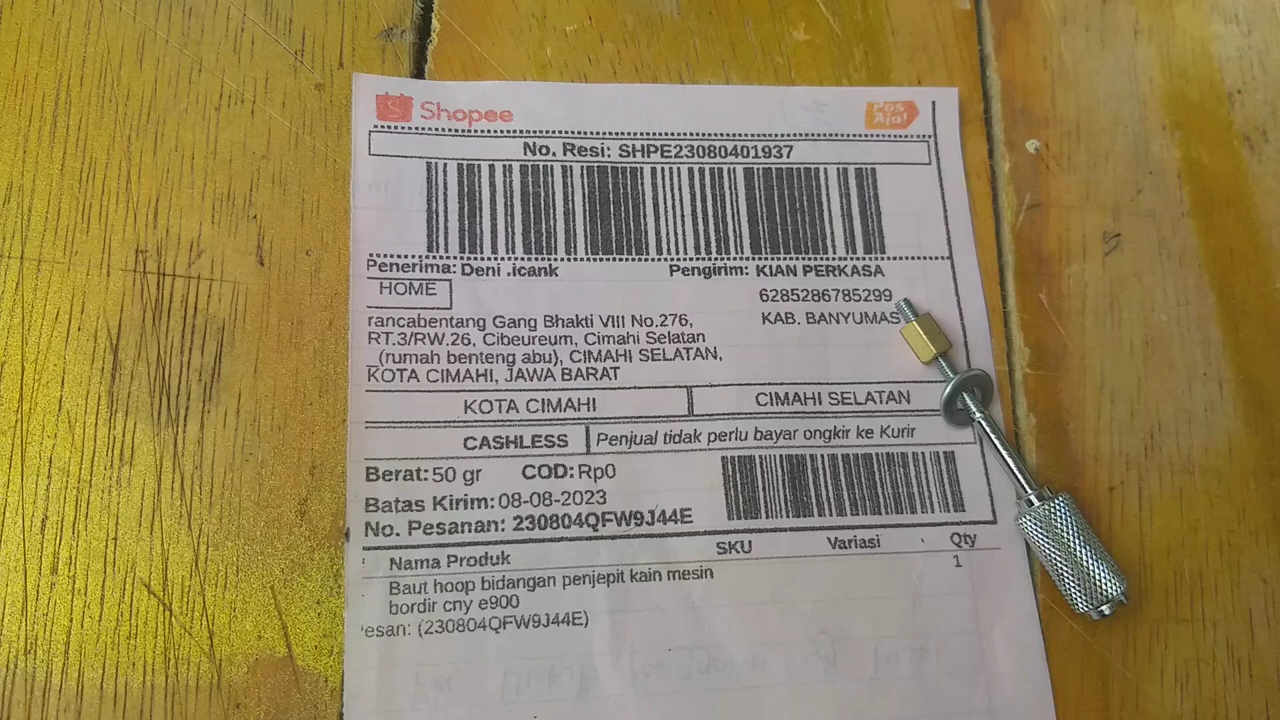 Shopee
Pos Aja!
No. Resi: SHPE23080401937
Penerima: Deni .icank
Pengirim: KIAN PERKASA
HOME
6285286785299
KAB. BANYUMAS
rancabentang Gang Bhakti VIII No.276,
RT.3/RW.26, Cibeureum, Cimahi Selatan
_(rumah benteng abu), CIMAHI SELATAN,
KOTA CIMAHI, JAWA BARAT
KOTA CIMAHI
CIMAHI SELATAN
CASHLESS
Penjual tidak perlu bayar ongkir ke Kurir
Berat: 50 gr COD: Rp0
Batas Kirim: 08-08-2023
No. Pesanan: 230804QFW9J44E
Nama Produk SKU Variasi Qty
Baut hoop bidangan penjepit kain mesin 1
bordir cny e900
esan: (230804QFW9J44E)